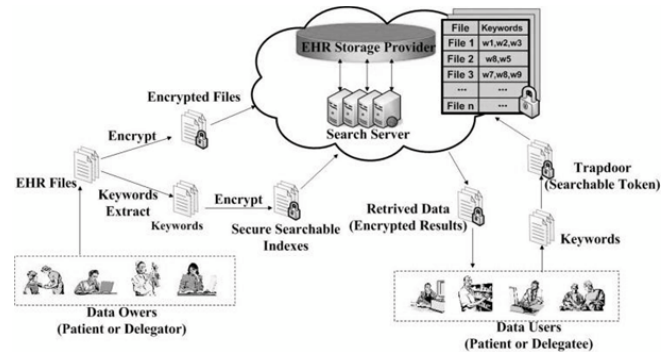 File Keywords
File 1 w1,w2,w3
File 2 w8,w5
File 3 w7,w8,w9
... ...
File n ...
EHR Storage Provider
Search Server
Encrypted Files
Encrypt
EHR Files
Keywords
Extract
Keywords
Encrypt
Secure Searchable
Indexes
Retrived Data
(Encrypted Results)
Trapdoor
(Searchable Token)
Keywords
Data Owers
(Patient or Delegator)
Data Users
(Patient or Delegatee)